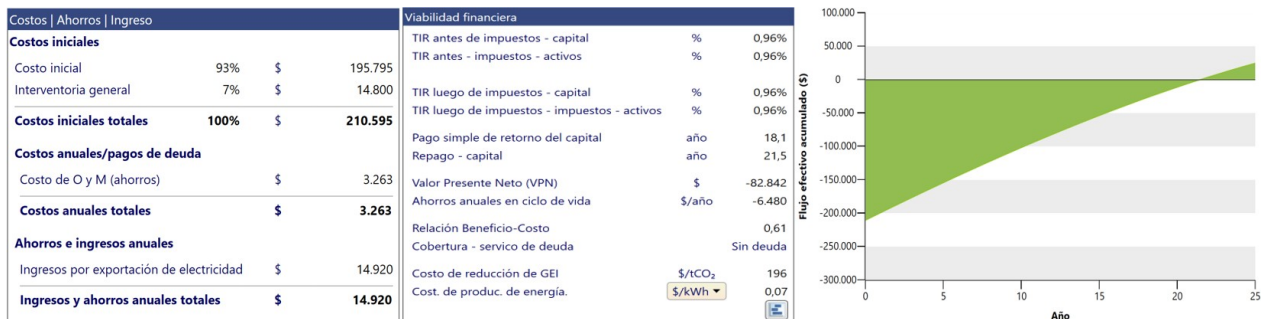 Costos | Ahorros | Ingreso
Costos iniciales
Costo inicial 93% $ 195.795
Interventoria general 7% $ 14.800
Costos iniciales totales 100% $ 210.595
Costos anuales/pagos de deuda
Costo de O y M (ahorros) $ 3.263
Costos anuales totales $ 3.263
Ahorros e ingresos anuales
Ingresos por exportación de electricidad $ 14.920
Ingresos y ahorros anuales totales $ 14.920
Viabilidad financiera
TIR antes de impuestos - capital % 0,96%
TIR antes - impuestos - activos % 0,96%
TIR luego de impuestos - capital % 0,96%
TIR luego de impuestos - impuestos - activos % 0,96%
Pago simple de retorno del capital año 18,1
Repago - capital año 21,5
Valor Presente Neto (VPN) $ -82.842
Ahorros anuales en ciclo de vida $/año -6.480
Relación Beneficio-Costo 0,61
Cobertura - servico de deuda Sin deuda
Costo de reducción de GEI $/tCO₂ 196
Cost. de produc. de energía. $/kWh 0,07
Flujo efectivo acumulado ($)
100.000
50.000
0
-50.000
-100.000
-150.000
-200.000
-250.000
-300.000
0 5 10 15 20 25
Año